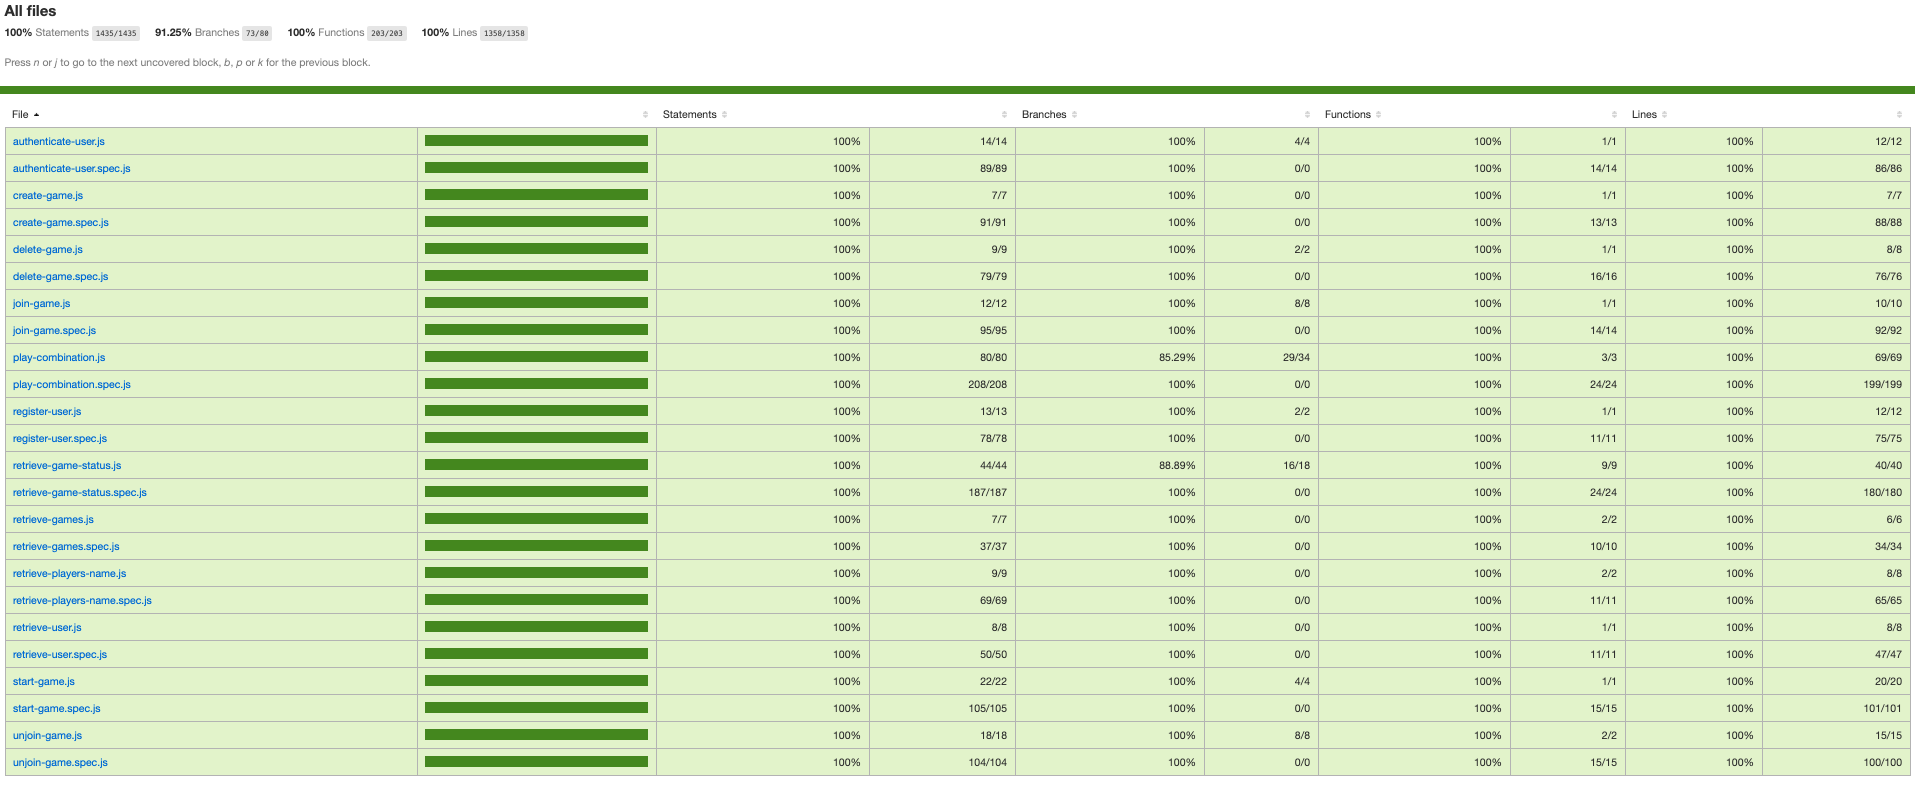 All files
100% Statements 1435/1435 91.25% Branches 73/80 100% Functions 203/203 100% Lines 1358/1358
Press n or j to go to the next uncovered block, b, p or k for the previous block.
File Statements Branches Functions Lines
authenticate-user.js 100% 14/14 100% 4/4 100% 1/1 100% 12/12
authenticate-user.spec.js 100% 89/89 100% 0/0 100% 14/14 100% 86/86
create-game.js 100% 7/7 100% 0/0 100% 1/1 100% 7/7
create-game.spec.js 100% 91/91 100% 0/0 100% 13/13 100% 88/88
delete-game.js 100% 9/9 100% 2/2 100% 1/1 100% 8/8
delete-game.spec.js 100% 79/79 100% 0/0 100% 16/16 100% 76/76
join-game.js 100% 12/12 100% 8/8 100% 1/1 100% 10/10
join-game.spec.js 100% 95/95 100% 0/0 100% 14/14 100% 92/92
play-combination.js 100% 80/80 85.29% 29/34 100% 3/3 100% 69/69
play-combination.spec.js 100% 208/208 100% 0/0 100% 24/24 100% 199/199
register-user.js 100% 13/13 100% 2/2 100% 1/1 100% 12/12
register-user.spec.js 100% 78/78 100% 0/0 100% 11/11 100% 75/75
retrieve-game-status.js 100% 44/44 88.89% 16/18 100% 9/9 100% 40/40
retrieve-game-status.spec.js 100% 187/187 100% 0/0 100% 24/24 100% 180/180
retrieve-games.js 100% 7/7 100% 0/0 100% 2/2 100% 6/6
retrieve-games.spec.js 100% 37/37 100% 0/0 100% 10/10 100% 34/34
retrieve-players-name.js 100% 9/9 100% 0/0 100% 2/2 100% 8/8
retrieve-players-name.spec.js 100% 69/69 100% 0/0 100% 11/11 100% 65/65
retrieve-user.js 100% 8/8 100% 0/0 100% 1/1 100% 8/8
retrieve-user.spec.js 100% 50/50 100% 0/0 100% 11/11 100% 47/47
start-game.js 100% 22/22 100% 4/4 100% 1/1 100% 20/20
start-game.spec.js 100% 105/105 100% 0/0 100% 15/15 100% 101/101
unjoin-game.js 100% 18/18 100% 8/8 100% 2/2 100% 15/15
unjoin-game.spec.js 100% 104/104 100% 0/0 100% 15/15 100% 100/100